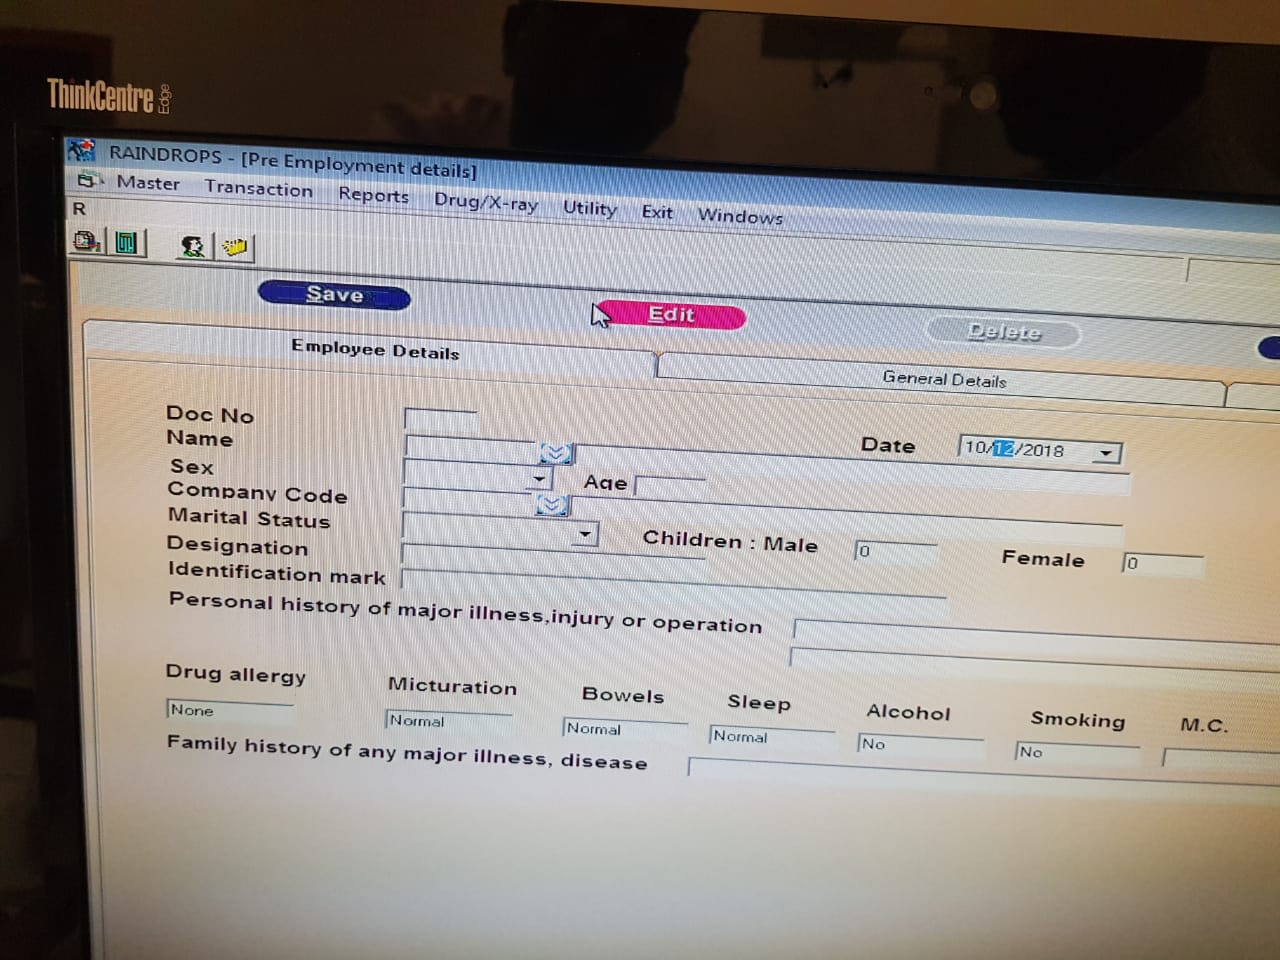 ThinkCentre Edge
RAINDROPS - [Pre Employment details]
Master Transaction Reports Drug/X-ray Utility Exit Windows
R
Save Edit Delete
Employee Details General Details
Doc No
Name Date 10/12/2018
Sex Age
Company Code
Marital Status Children : Male 0 Female 0
Designation
Identification mark
Personal history of major illness,injury or operation
Drug allergy Micturation Bowels Sleep Alcohol Smoking M.C.
None Normal Normal Normal No No
Family history of any major illness, disease